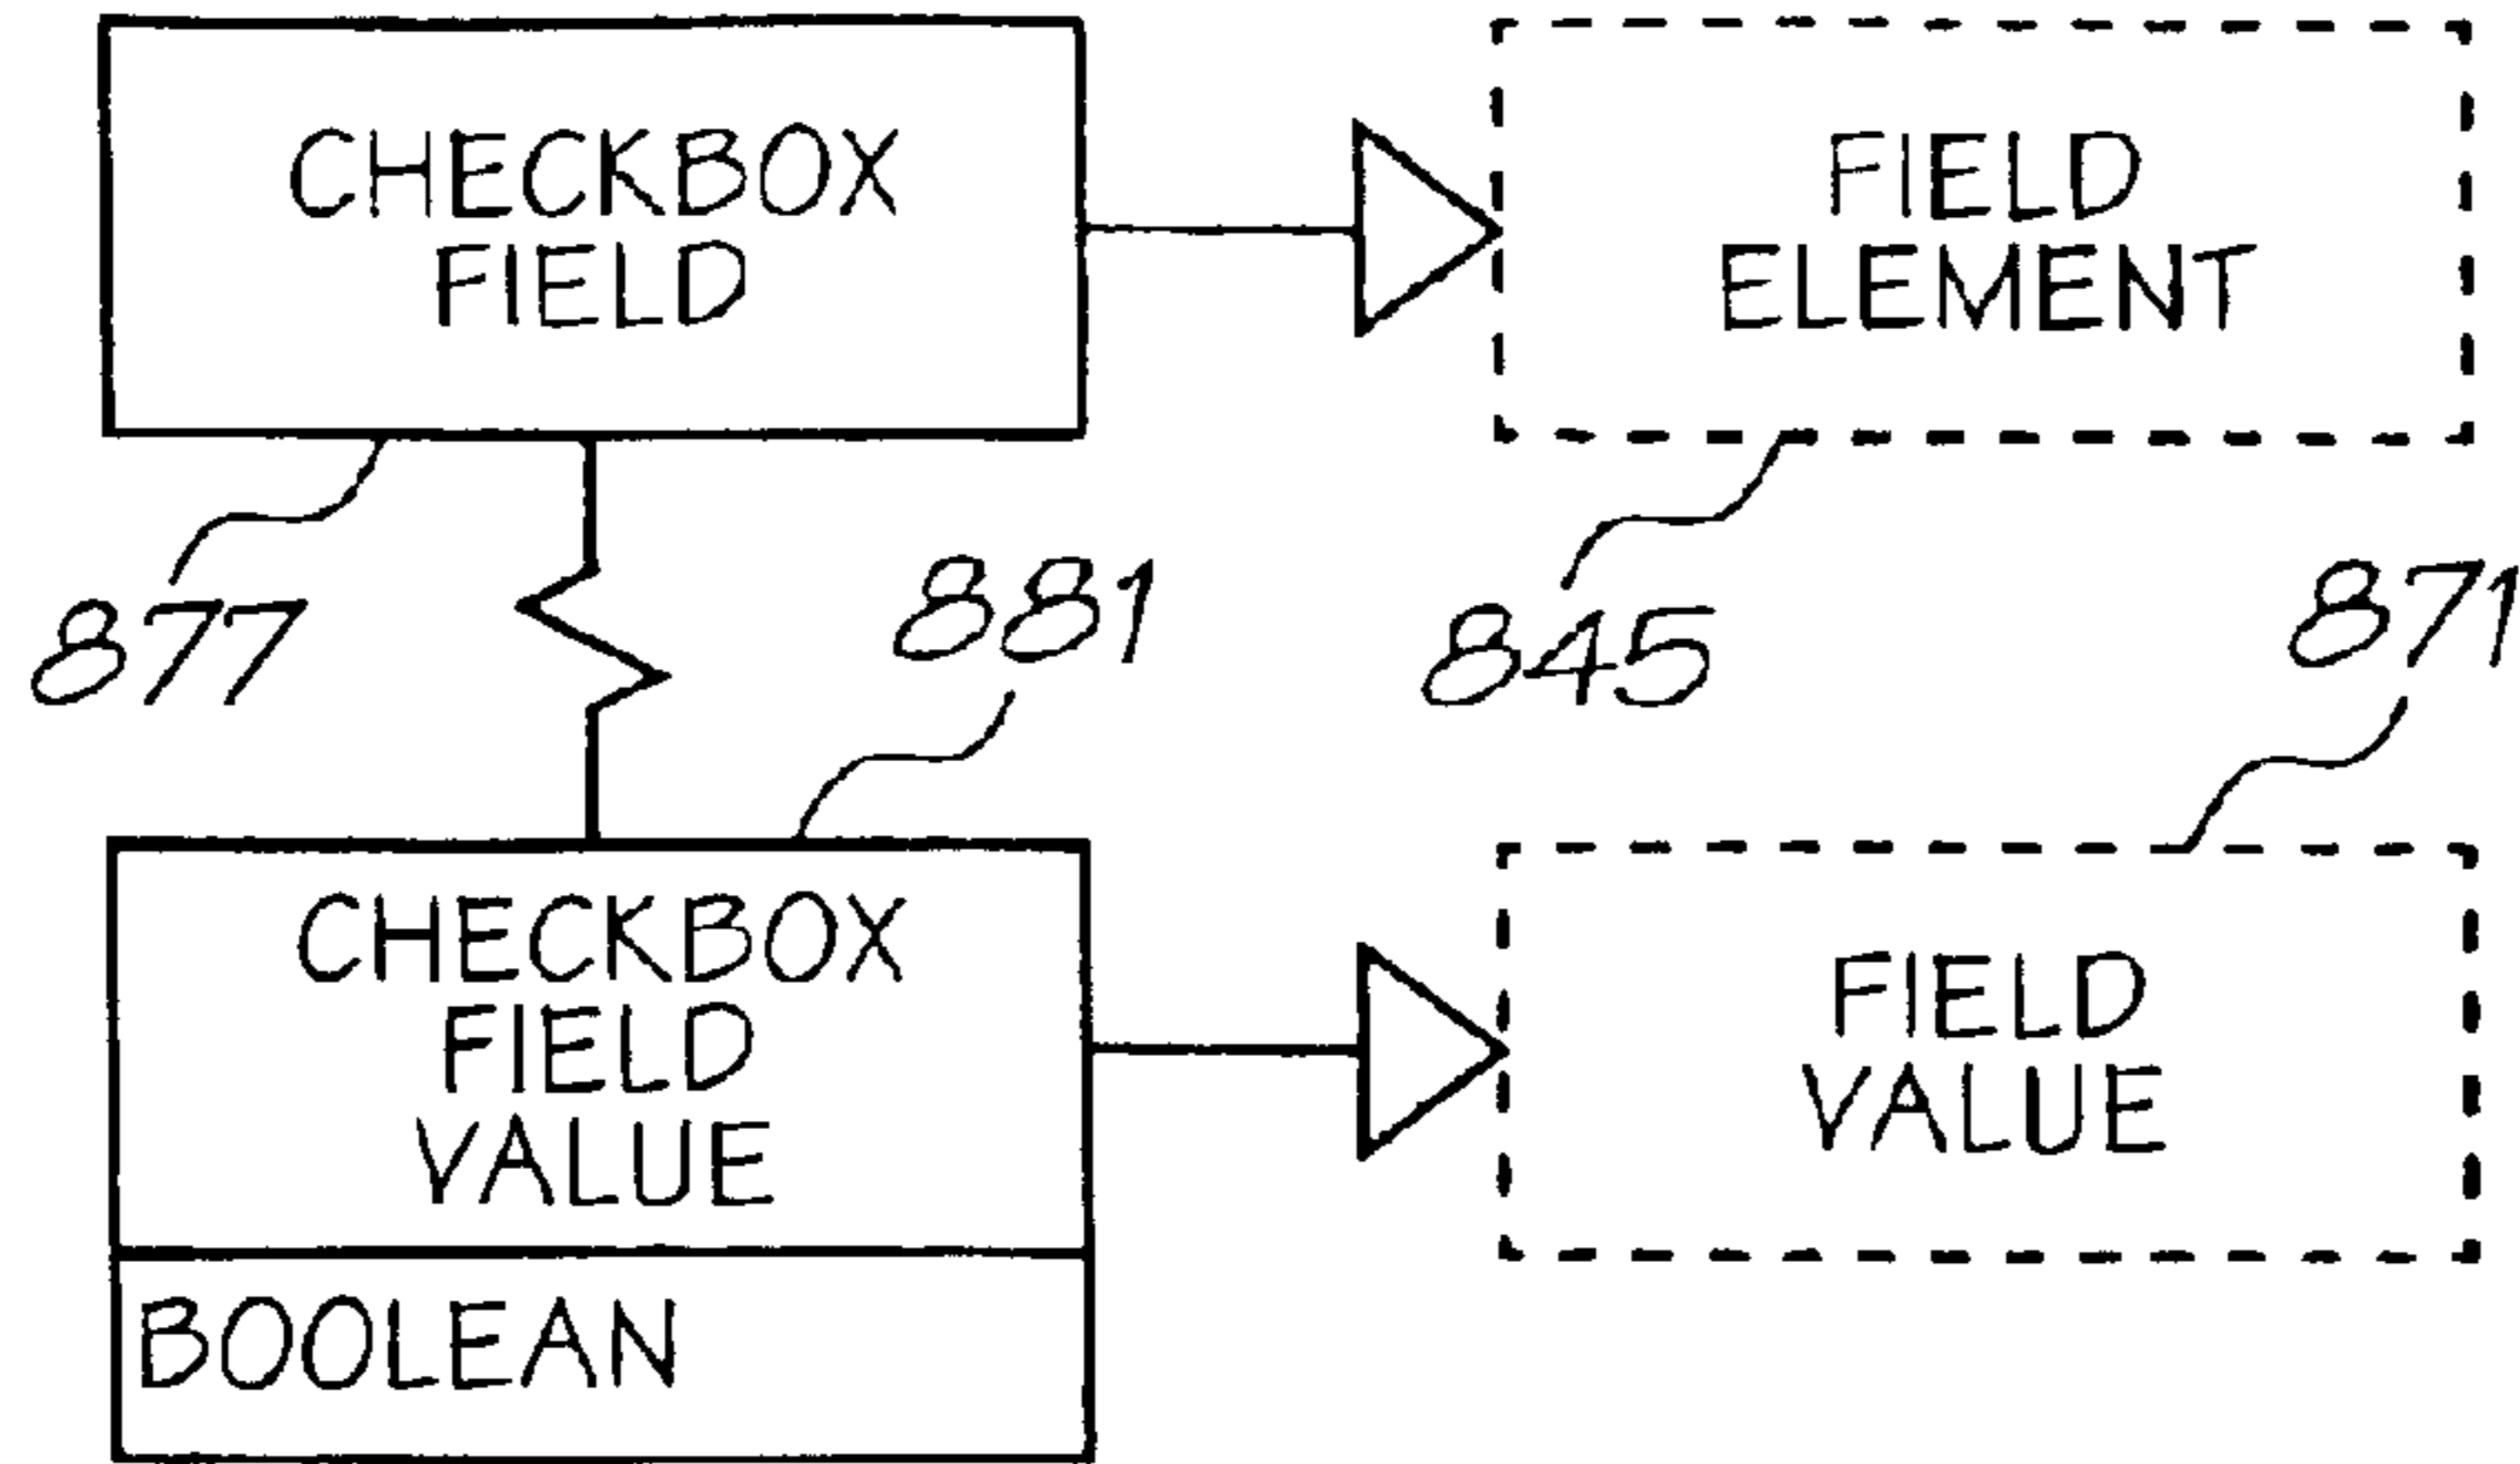 CHECKBOX
FIELD
FIELD
ELEMENT
877
881
845
871
CHECKBOX
FIELD
VALUE
FIELD
VALUE
BOOLEAN